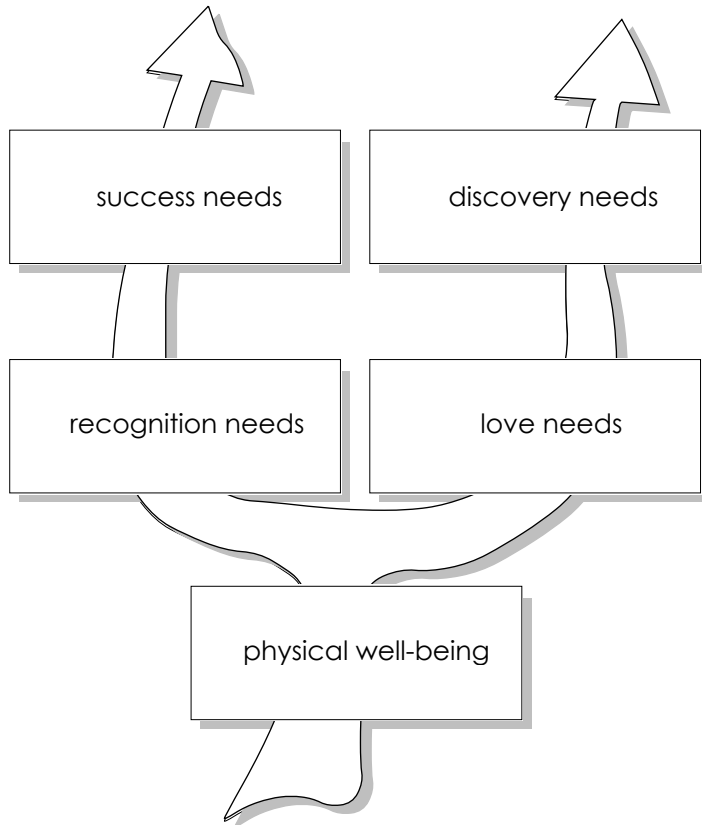 success needs
discovery needs
recognition needs
love needs
physical well-being